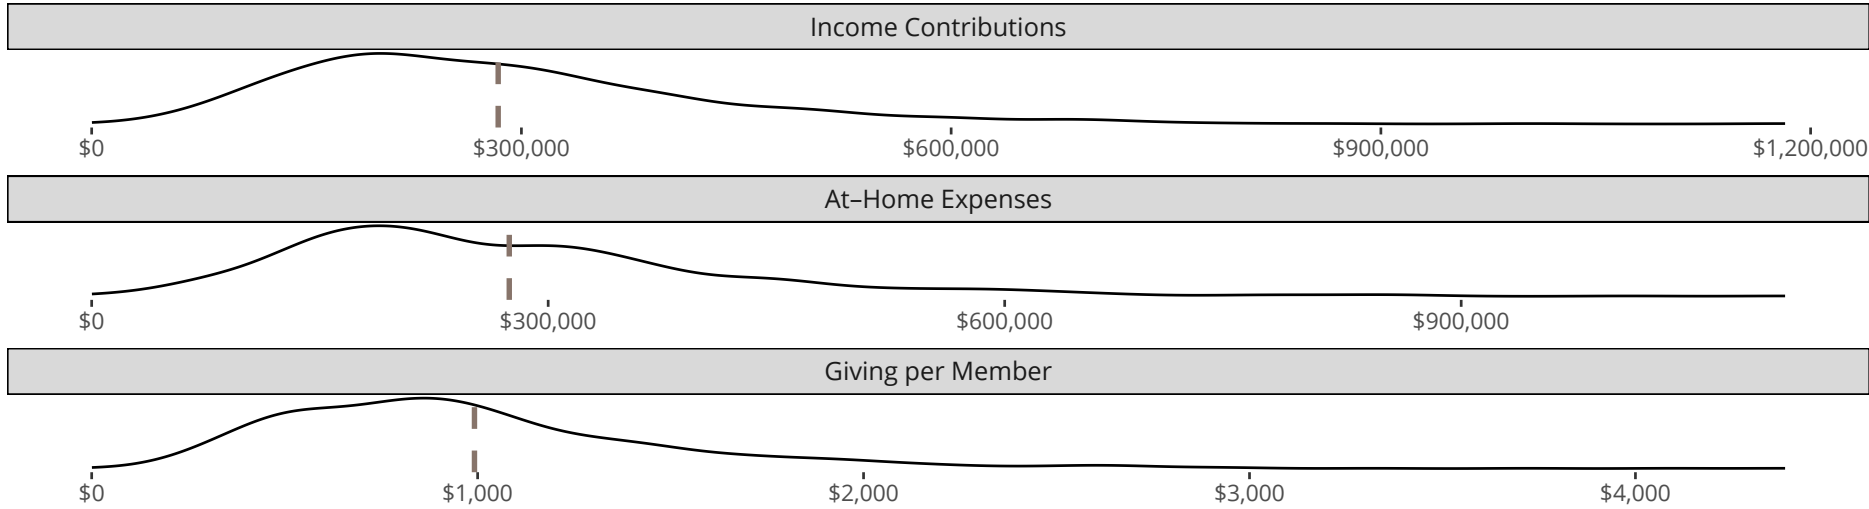 Income Contributions
$0 $300,000 $600,000 $900,000 $1,200,000
At–Home Expenses
$0 $300,000 $600,000 $900,000
Giving per Member
$0 $1,000 $2,000 $3,000 $4,000